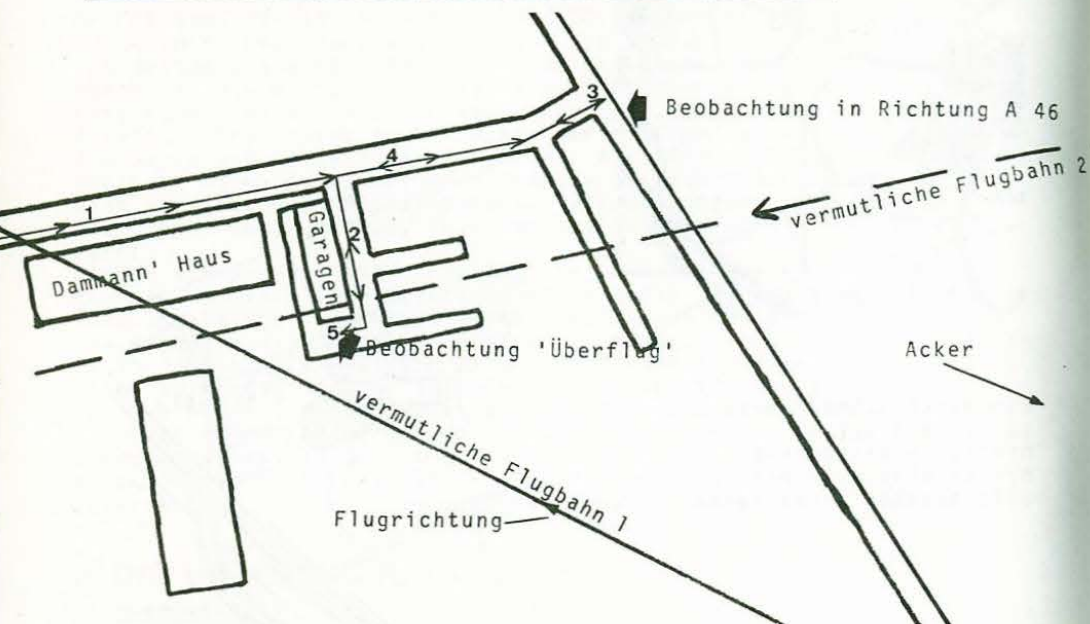 3
Beobachtung in Richtung A 46
4
vermutliche Flugbahn 2
1
Garagen
2
Dammann' Haus
5
Beobachtung 'Überflug'
Acker
vermutliche Flugbahn 1
Flugrichtung